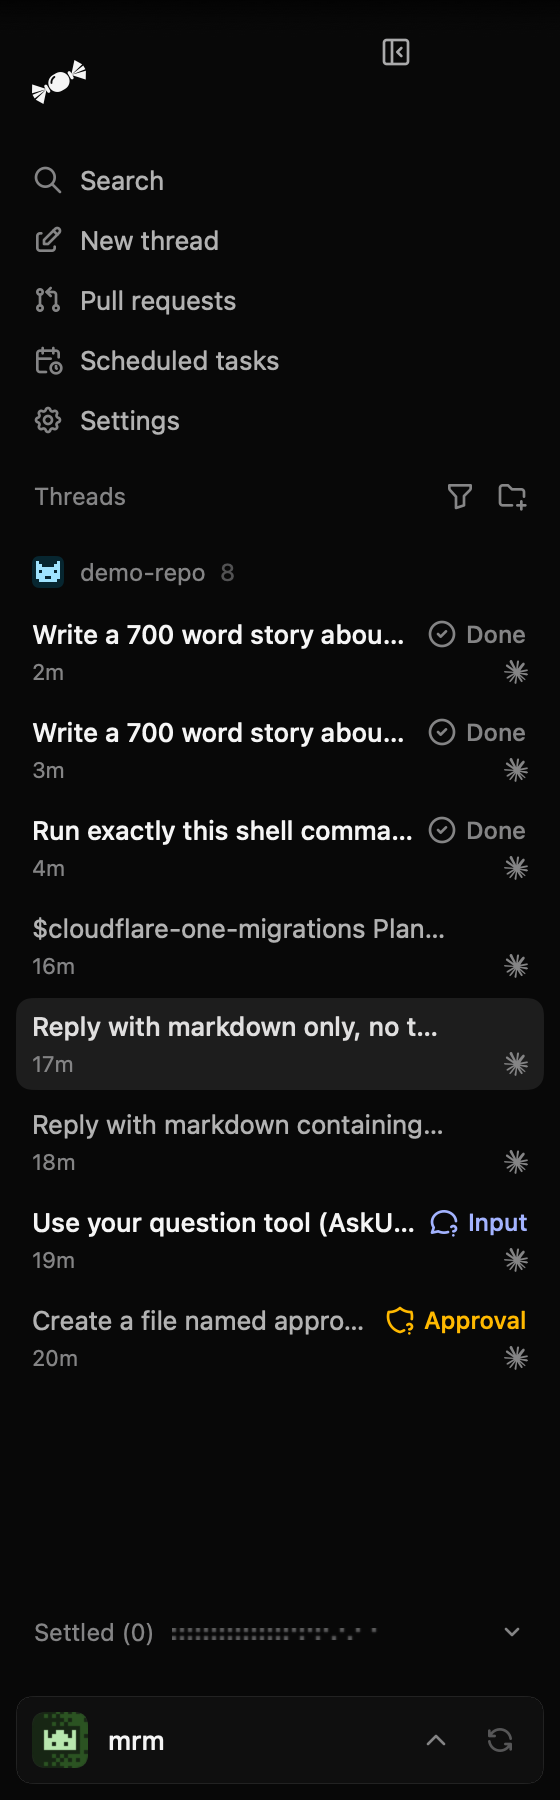 Search
New thread
Pull requests
Scheduled tasks
Settings
Threads
demo-repo 8
Write a 700 word story abou... Done
2m
Write a 700 word story abou... Done
3m
Run exactly this shell comma... Done
4m
$cloudflare-one-migrations Plan...
16m
Reply with markdown only, no t...
17m
Reply with markdown containing...
18m
Use your question tool (AskU... Input
19m
Create a file named appro... Approval
20m
Settled (0)
mrm